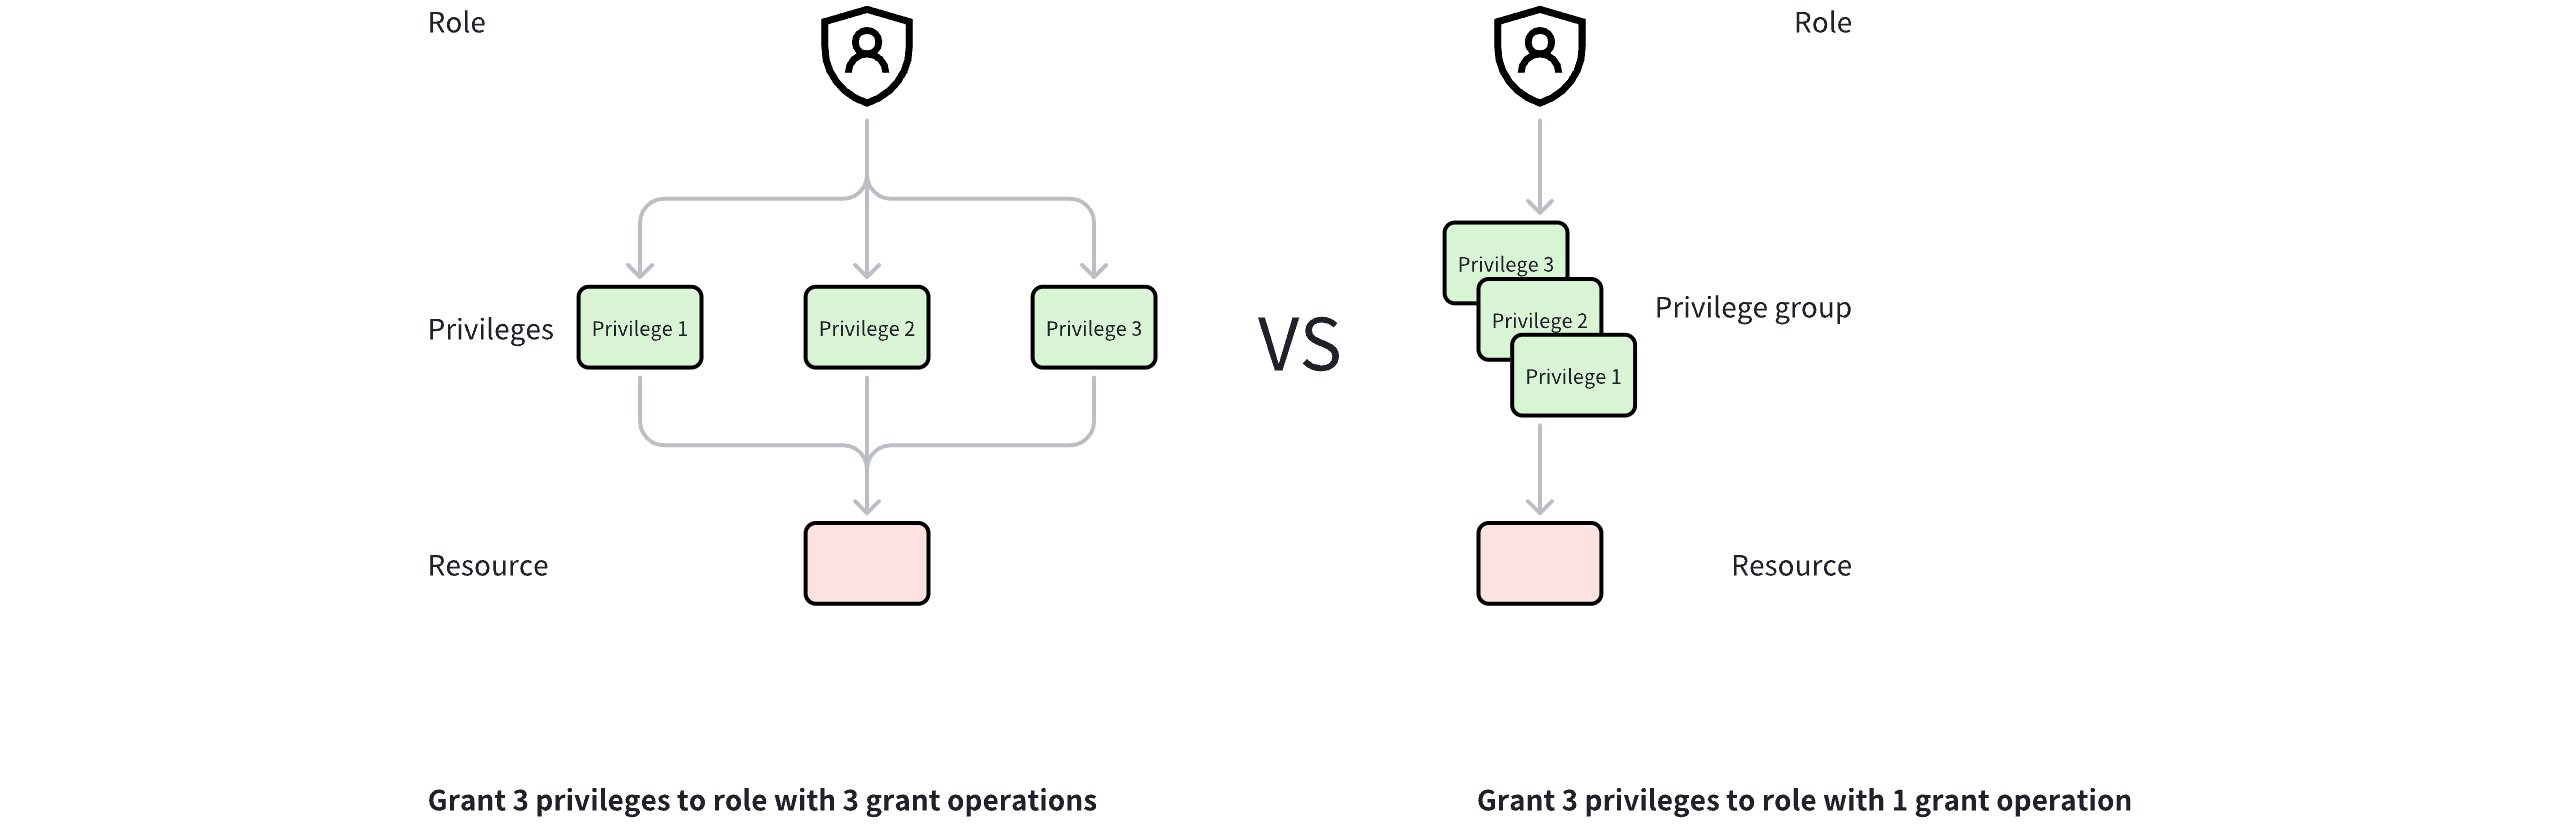 Role
Role
Privilege 3
Privilege group
Privileges
Privilege 1
Privilege 2
Privilege 3
VS
Privilege 2
Privilege 1
Resource
Resource
Grant 3 privileges to role with 3 grant operations
Grant 3 privileges to role with 1 grant operation